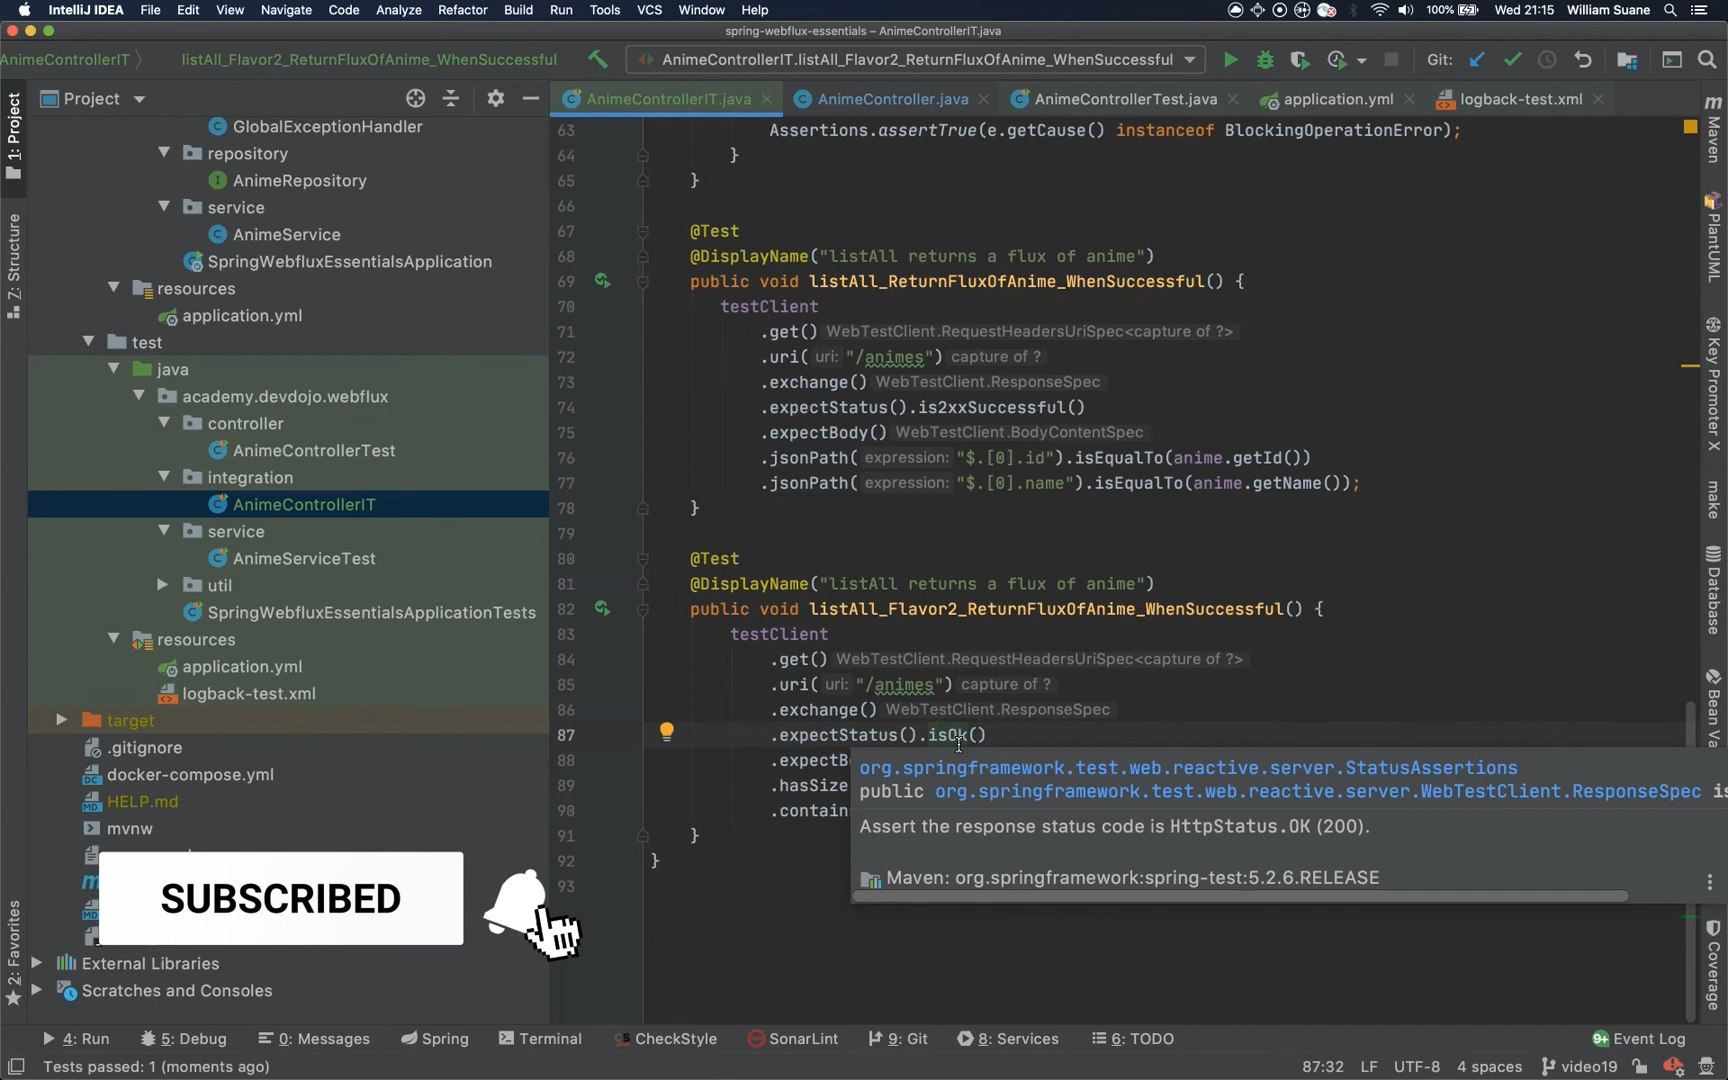 IntelliJ IDEA File Edit View Navigate Code Analyze Refactor Build Run Tools VCS Window Help 100% Wed 21:15 William Suane
spring-webflux-essentials – AnimeControllerIT.java
AnimeControllerIT listAll_Flavor2_ReturnFluxOfAnime_WhenSuccessful AnimeControllerIT.listAll_Flavor2_ReturnFluxOfAnime_WhenSuccessful Git:
Project
AnimeControllerIT.java AnimeController.java AnimeControllerTest.java application.yml logback-test.xml
1: Project
7: Structure
2: Favorites
GlobalExceptionHandler
repository
AnimeRepository
service
AnimeService
SpringWebfluxEssentialsApplication
resources
application.yml
test
java
academy.devdojo.webflux
controller
AnimeControllerTest
integration
AnimeControllerIT
service
AnimeServiceTest
util
SpringWebfluxEssentialsApplicationTests
resources
application.yml
logback-test.xml
target
.gitignore
docker-compose.yml
HELP.md
mvnw
External Libraries
Scratches and Consoles
SUBSCRIBED
63 Assertions.assertTrue(e.getCause() instanceof BlockingOperationError);
64 }
65 }
66
67 @Test
68 @DisplayName("listAll returns a flux of anime")
69 public void listAll_ReturnFluxOfAnime_WhenSuccessful() {
70 testClient
71 .get() WebTestClient.RequestHeadersUriSpec<capture of ?>
72 .uri( uri: "/animes") capture of ?
73 .exchange() WebTestClient.ResponseSpec
74 .expectStatus().is2xxSuccessful()
75 .expectBody() WebTestClient.BodyContentSpec
76 .jsonPath( expression: "$.[0].id").isEqualTo(anime.getId())
77 .jsonPath( expression: "$.[0].name").isEqualTo(anime.getName());
78 }
79
80 @Test
81 @DisplayName("listAll returns a flux of anime")
82 public void listAll_Flavor2_ReturnFluxOfAnime_WhenSuccessful() {
83 testClient
84 .get() WebTestClient.RequestHeadersUriSpec<capture of ?>
85 .uri( uri: "/animes") capture of ?
86 .exchange() WebTestClient.ResponseSpec
87 .expectStatus().isOk()
88 .expectB
89 .hasSize
90 .contain
91 }
92 }
93
org.springframework.test.web.reactive.server.StatusAssertions
public org.springframework.test.web.reactive.server.WebTestClient.ResponseSpec is
Assert the response status code is HttpStatus.OK (200).
Maven: org.springframework:spring-test:5.2.6.RELEASE
Maven
PlantUML
Key Promoter X
make
Database
Bean Va
Coverage
4: Run 5: Debug 0: Messages Spring Terminal CheckStyle SonarLint 9: Git 8: Services 6: TODO 9+ Event Log
Tests passed: 1 (moments ago) 87:32 LF UTF-8 4 spaces video19